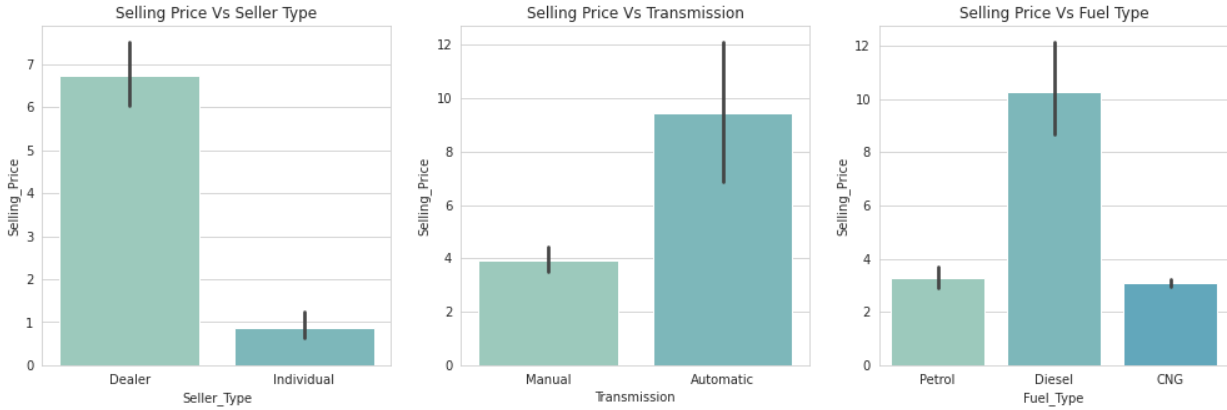 Selling Price Vs Seller Type
7
6
5
4
3
2
1
0
Selling_Price
Dealer Individual
Seller_Type
Selling Price Vs Transmission
12
10
8
6
4
2
0
Selling_Price
Manual Automatic
Transmission
Selling Price Vs Fuel Type
12
10
8
6
4
2
0
Selling_Price
Petrol Diesel CNG
Fuel_Type